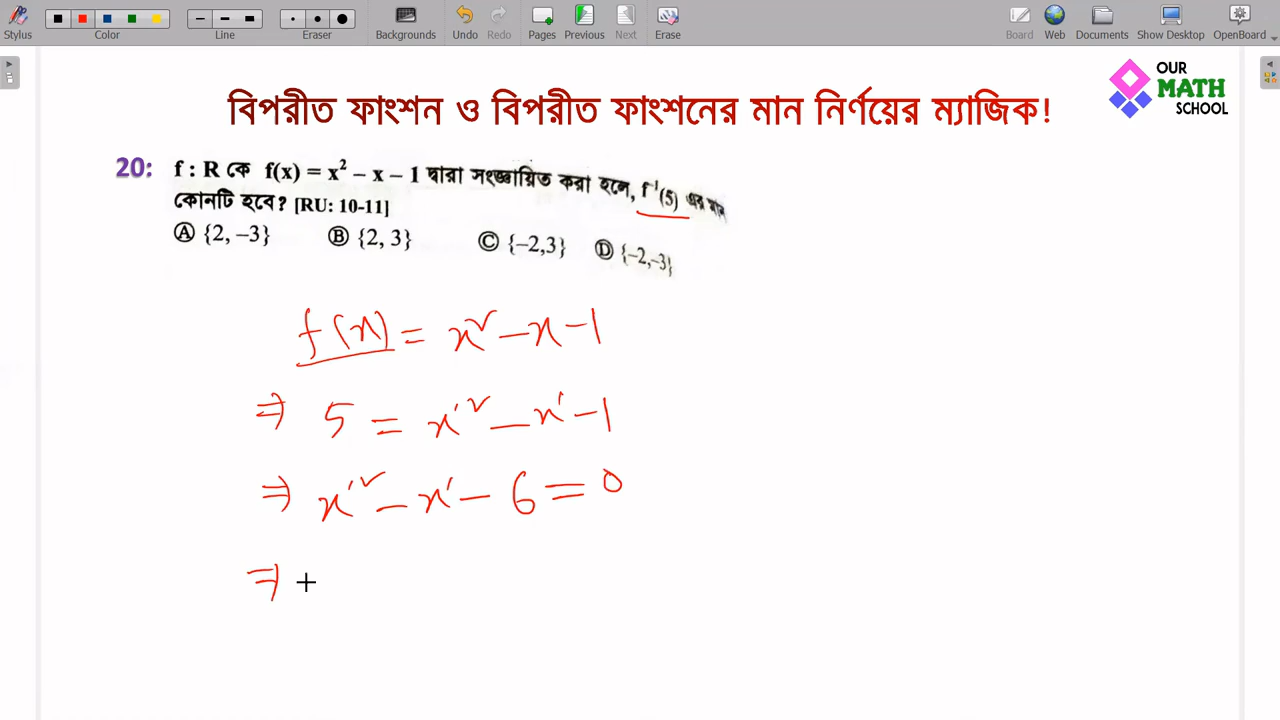 Stylus Color Line Eraser Backgrounds Undo Redo Pages Previous Next Erase Board Web Documents Show Desktop OpenBoard
OUR
MATH
SCHOOL
বিপরীত ফাংশন ও বিপরীত ফাংশনের মান নির্ণয়ের ম্যাজিক!
20: f : R কে f(x) = x² – x – 1 দ্বারা সংজ্ঞায়িত করা হলে, f⁻¹(5) এর মান
কোনটি হবে? [RU: 10-11]
Ⓐ {2, –3} Ⓑ {2, 3} Ⓒ {–2,3} Ⓓ {–2,–3}
f(x) = x² – x – 1
⇒ 5 = x'² – x' – 1
⇒ x'² – x' – 6 = 0
⇒